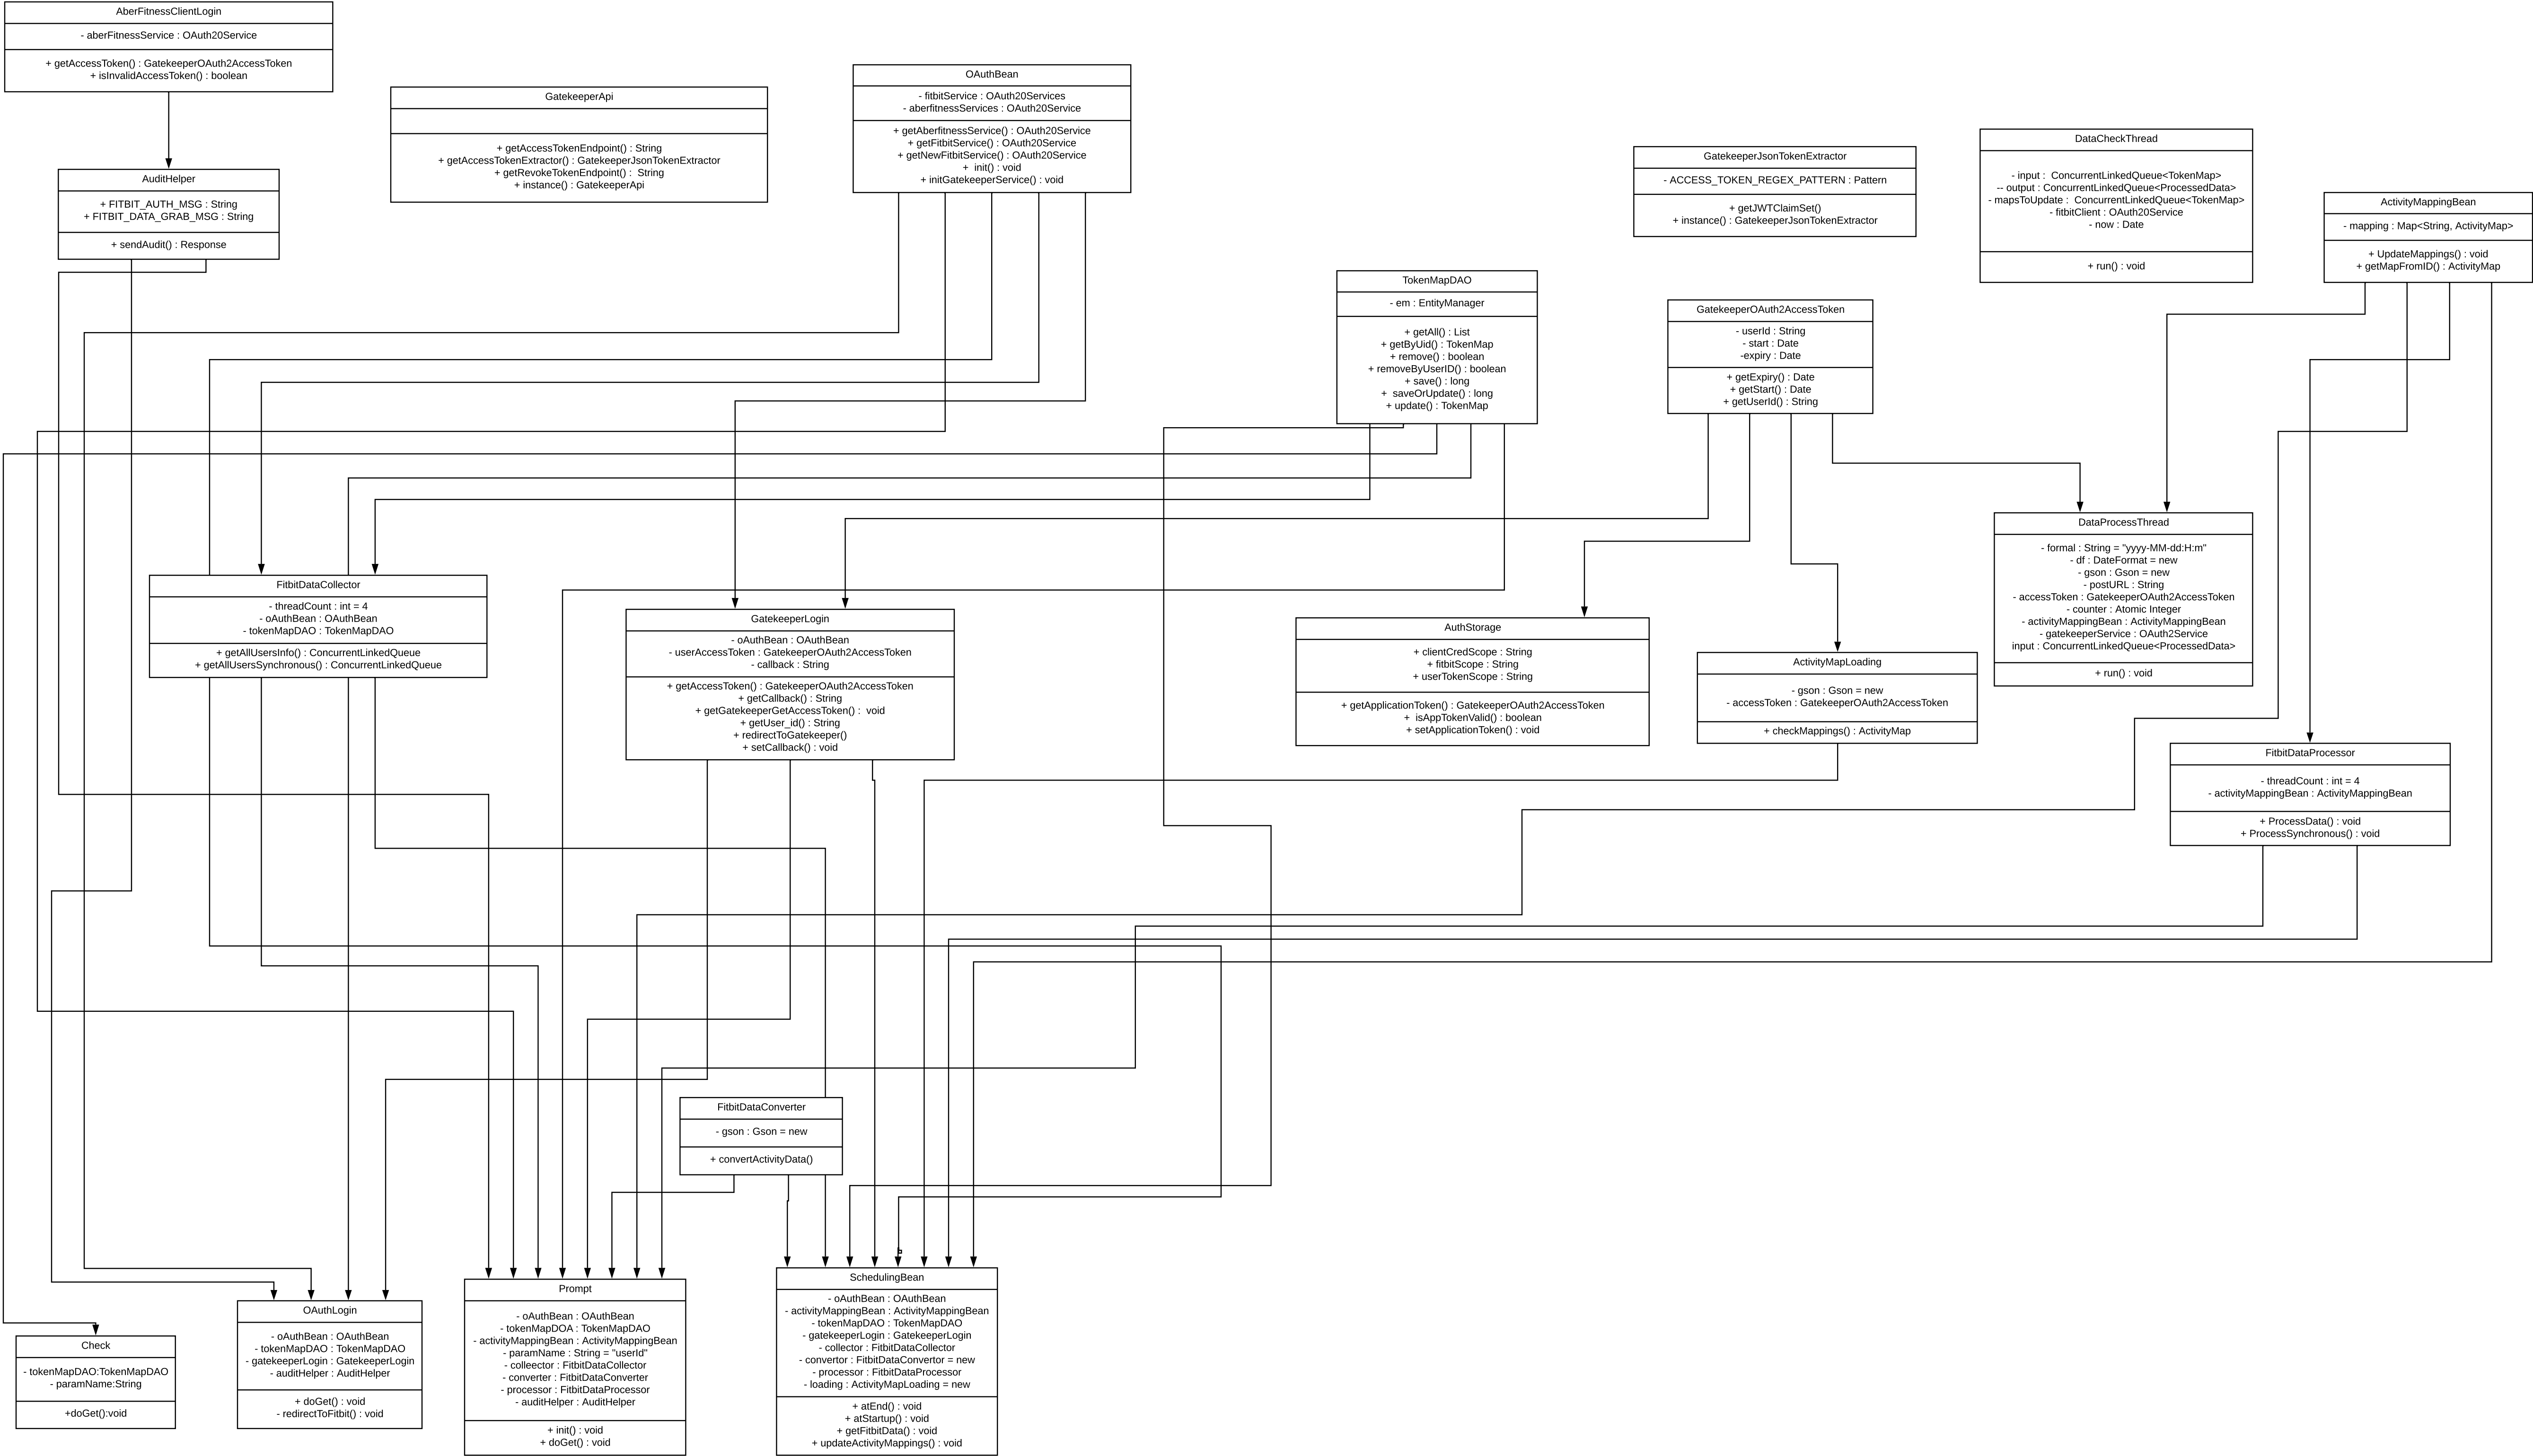 AberFitnessClientLogin
- aberFitnessService : OAuth20Service
+ getAccessToken() : GatekeeperOAuth2AccessToken
+ isInvalidAccessToken() : boolean
GatekeeperApi
+ getAccessTokenEndpoint() : String
+ getAccessTokenExtractor() : GatekeeperJsonTokenExtractor
+ getRevokeTokenEndpoint() :  String
+ instance() : GatekeeperApi
OAuthBean
- fitbitService : OAuth20Services
- aberfitnessServices : OAuth20Service
+ getAberfitnessService() : OAuth20Service
+ getFitbitService() : OAuth20Service
+ getNewFitbitService() : OAuth20Service
+  init() : void
+ initGatekeeperService() : void
AuditHelper
+ FITBIT_AUTH_MSG : String
+ FITBIT_DATA_GRAB_MSG : String
+ sendAudit() : Response
GatekeeperJsonTokenExtractor
- ACCESS_TOKEN_REGEX_PATTERN : Pattern
+ getJWTClaimSet()
+ instance() : GatekeeperJsonTokenExtractor
DataCheckThread
- input :  ConcurrentLinkedQueue<TokenMap>
-- output : ConcurrentLinkedQueue<ProcessedData>
- mapsToUpdate :  ConcurrentLinkedQueue<TokenMap>
- fitbitClient : OAuth20Service
- now : Date
+ run() : void
ActivityMappingBean
- mapping : Map<String, ActivityMap>
+ UpdateMappings() : void
+ getMapFromID() : ActivityMap
TokenMapDAO
- em : EntityManager
+ getAll() : List
+ getByUid() : TokenMap
+ remove() : boolean
+ removeByUserID() : boolean
+ save() : long
+  saveOrUpdate() : long
+ update() : TokenMap
GatekeeperOAuth2AccessToken
- userId : String
- start : Date
-expiry : Date
+ getExpiry() : Date
+ getStart() : Date
+ getUserId() : String
DataProcessThread
- formal : String = "yyyy-MM-dd:H:m"
- df : DateFormat = new
- gson : Gson = new
- postURL : String
- accessToken : GatekeeperOAuth2AccessToken
- counter : Atomic Integer
- activityMappingBean : ActivityMappingBean
- gatekeeperService : OAuth2Service
input : ConcurrentLinkedQueue<ProcessedData>
+ run() : void
FitbitDataCollector
- threadCount : int = 4
- oAuthBean : OAuthBean
- tokenMapDAO : TokenMapDAO
+ getAllUsersInfo() : ConcurrentLinkedQueue
+ getAllUsersSynchronous() : ConcurrentLinkedQueue
GatekeeperLogin
- oAuthBean : OAuthBean
- userAccessToken : GatekeeperOAuth2AccessToken
- callback : String
+ getAccessToken() : GatekeeperOAuth2AccessToken
+ getCallback() : String
+ getGatekeeperGetAccessToken() :  void
+ getUser_id() : String
+ redirectToGatekeeper()
+ setCallback() : void
AuthStorage
+ clientCredScope : String
+ fitbitScope : String
+ userTokenScope : String
+ getApplicationToken() : GatekeeperOAuth2AccessToken
+  isAppTokenValid() : boolean
+ setApplicationToken() : void
ActivityMapLoading
- gson : Gson = new
- accessToken : GatekeeperOAuth2AccessToken
+ checkMappings() : ActivityMap
FitbitDataProcessor
- threadCount : int = 4
- activityMappingBean : ActivityMappingBean
+ ProcessData() : void
+ ProcessSynchronous() : void
FitbitDataConverter
- gson : Gson = new
+ convertActivityData()
Check
- tokenMapDAO:TokenMapDAO
- paramName:String
+doGet():void
OAuthLogin
- oAuthBean : OAuthBean
- tokenMapDAO : TokenMapDAO
- gatekeeperLogin : GatekeeperLogin
- auditHelper : AuditHelper
+ doGet() : void
- redirectToFitbit() : void
Prompt
- oAuthBean : OAuthBean
- tokenMapDOA : TokenMapDAO
- activityMappingBean : ActivityMappingBean
- paramName : String = "userId"
- colleector : FitbitDataCollector
- converter : FitbitDataConverter
- processor : FitbitDataProcessor
- auditHelper : AuditHelper
+ init() : void
+ doGet() : void
SchedulingBean
- oAuthBean : OAuthBean
- activityMappingBean : ActivityMappingBean
- tokenMapDAO : TokenMapDAO
- gatekeeperLogin : GatekeeperLogin
- collector : FitbitDataCollector
- convertor : FitbitDataConvertor = new
- processor : FitbitDataProcessor
- loading : ActivityMapLoading = new
+ atEnd() : void
+ atStartup() : void
+ getFitbitData() : void
+ updateActivityMappings() : void